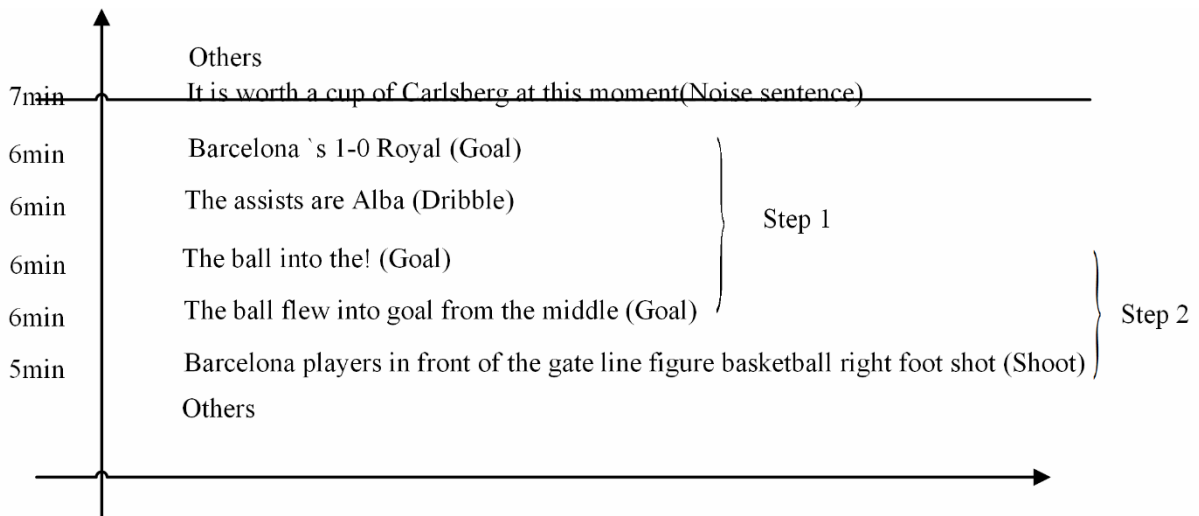 Others
7min It is worth a cup of Carlsberg at this moment(Noise sentence)
6min Barcelona `s 1-0 Royal (Goal)
6min The assists are Alba (Dribble)
Step 1
6min The ball into the! (Goal)
6min The ball flew into goal from the middle (Goal)
Step 2
5min Barcelona players in front of the gate line figure basketball right foot shot (Shoot)
Others